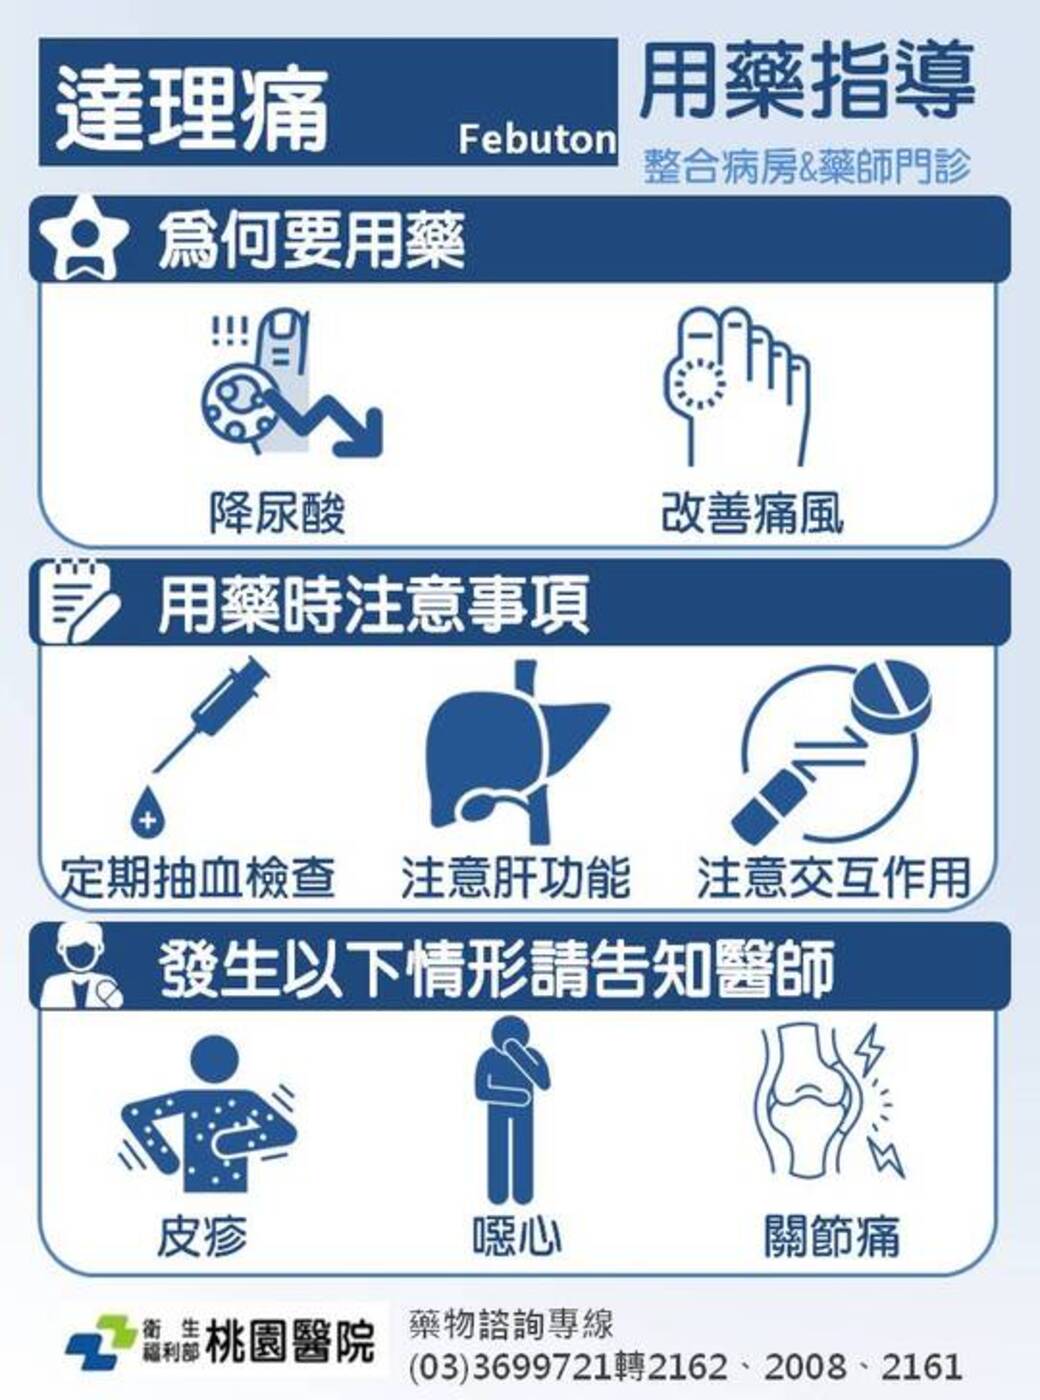 達理痛
Febuton
用藥指導
整合病房&藥師門診
為何要用藥
降尿酸
改善痛風
用藥時注意事項
定期抽血檢查
注意肝功能
注意交互作用
發生以下情形請告知醫師
皮疹
噁心
關節痛
衛生
福利部
桃園醫院
藥物諮詢專線
(03)3699721轉2162、2008、2161